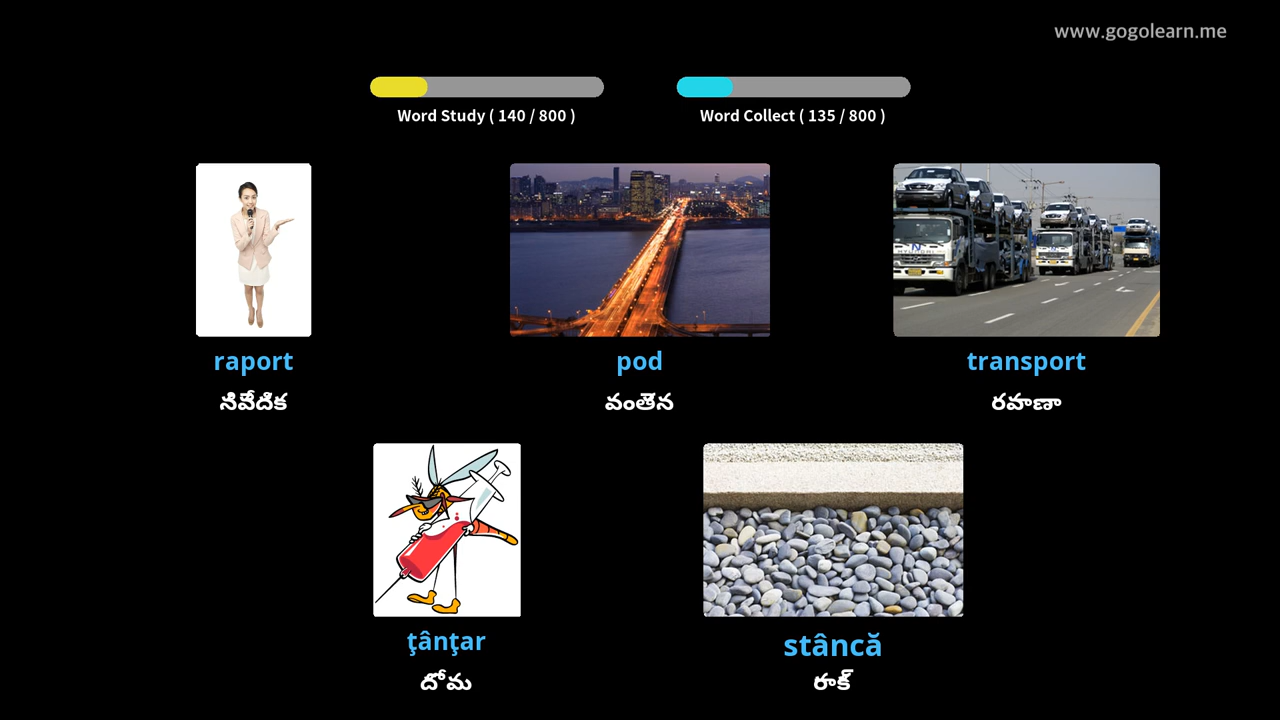 www.gogolearn.me
Word Study ( 140 / 800 )
Word Collect ( 135 / 800 )
raport
నివేదిక
pod
వంతెన
transport
రవాణా
ţânţar
దోమ
stâncă
రాక్